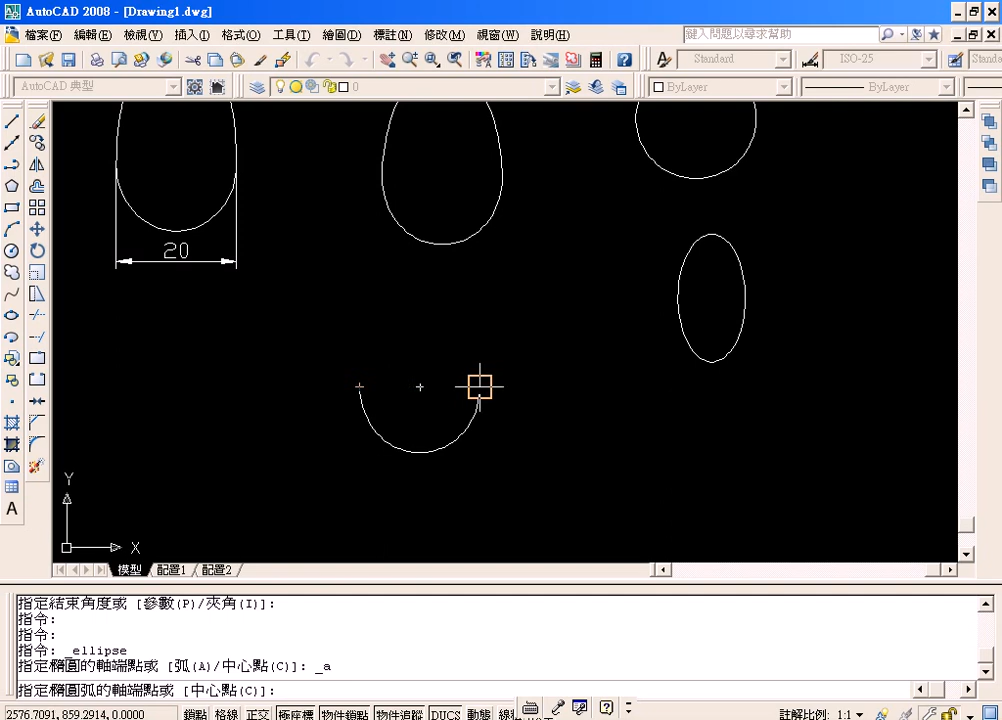 AutoCAD 2008 - [Drawing1.dwg]
檔案(F) 編輯(E) 檢視(V) 插入(I) 格式(O) 工具(T) 繪圖(D) 標註(N) 修改(M) 視窗(W) 說明(H) 鍵入問題以尋求幫助
Standard ISO-25 Standa
AutoCAD 典型 0 ByLayer ByLayer
20
Y
X
模型 配置1 配置2
指定結束角度或 [參數(P)/夾角(I)]:
指令:
指令:
指令: _ellipse
指定橢圓的軸端點或 [弧(A)/中心點(C)]: _a
指定橢圓弧的軸端點或 [中心點(C)]:
2576.7091, 859.2914, 0.0000 鎖點 格線 正交 極座標 物件鎖點 物件追蹤 DUCS 動態 註解比例: 1:1